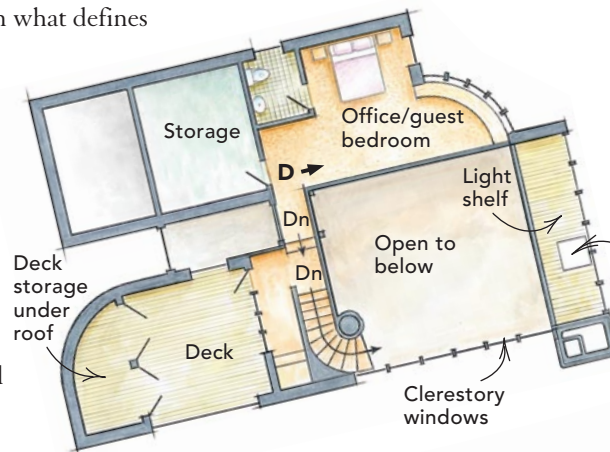 what defines
Storage
Office/guest
bedroom
D
Light
shelf
Dn
Dn
Open to
below
Deck
storage
under
roof
Deck
Clerestory
windows